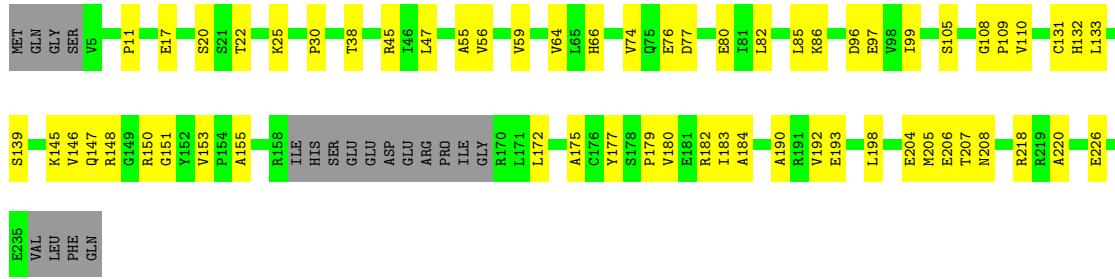 MET GLN GLY SER V5 P11 E17 S20 S21 T22 K25 P30 T38 R45 I46 L47 A55 V56 V59 V64 L65 H66 V74 Q75 E76 D77 E80 I81 L82 L85 K86 D96 E97 V98 I99 S105 G108 P109 V110 C131 H132 L133
S139 K145 V146 Q147 R148 G149 R150 G151 Y152 V153 P154 A155 R158 ILE HIS SER GLU GLU ASP GLU ARG PRO ILE GLY R170 L171 L172 A175 C176 Y177 S178 P179 V180 E181 R182 I183 A184 A190 R191 V192 E193 L198 E204 M205 E206 T207 N208 R218 R219 A220 E226
E235 VAL LEU PHE GLN